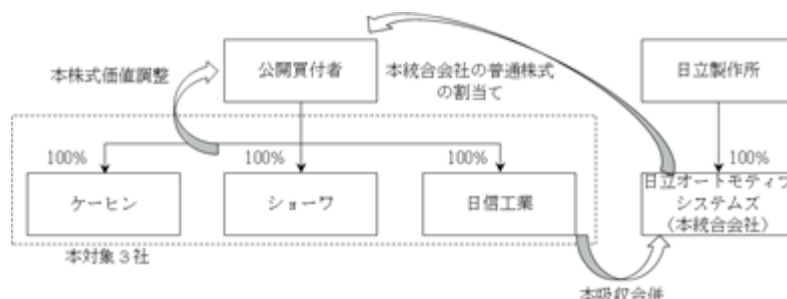 公開買付者
日立製作所
本株式価値調整
本統合会社の普通株式
の割当て
100%
100%
100%
100%
ケーヒン
ショーワ
日信工業
日立オートモティブ
システムズ
(本統合会社)
本対象3社
本吸収合併